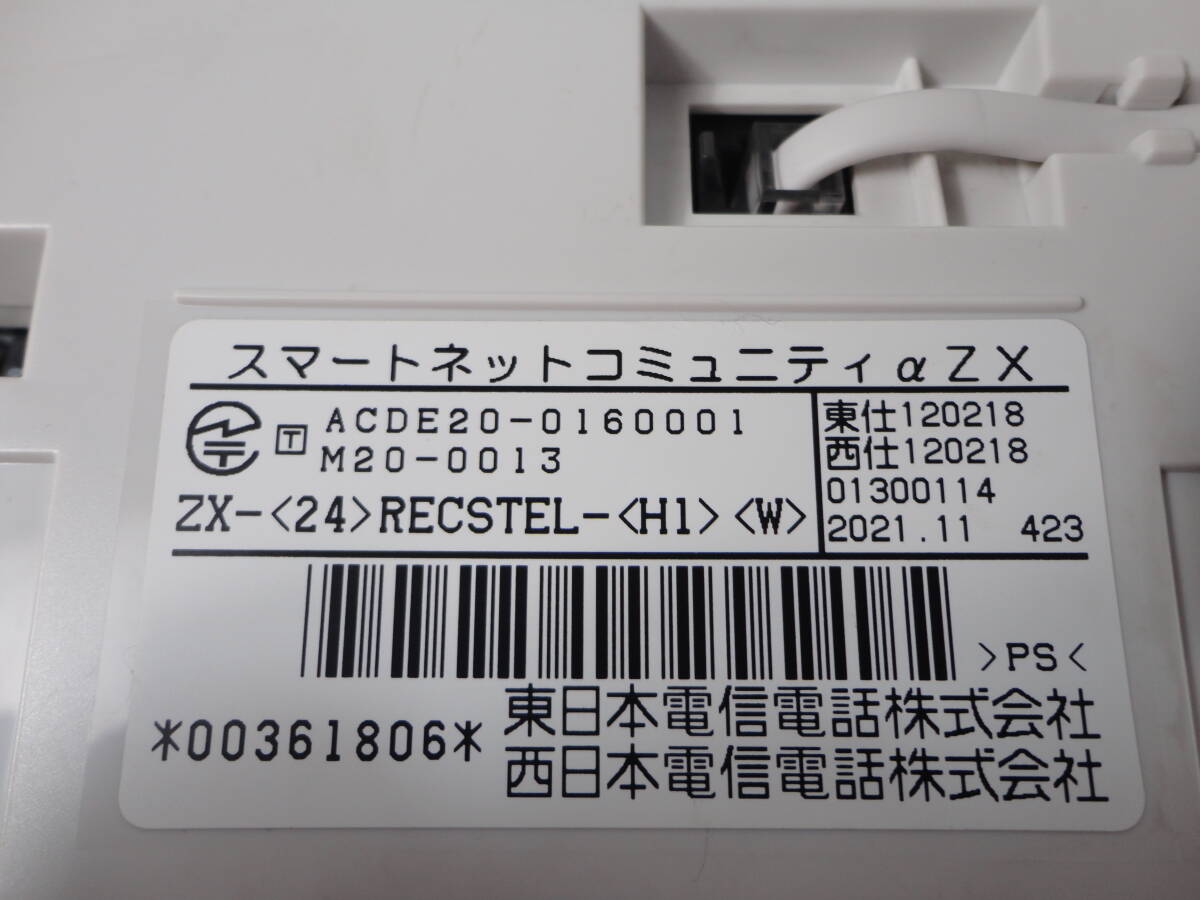 スマートネットコミュニティαZX
T ACDE20-0160001
M20-0013
ZX-<24>RECSTEL-<H1><W>
東仕120218
西仕120218
01300114
2021.11 423
>PS<
*00361806*
東日本電信電話株式会社
西日本電信電話株式会社